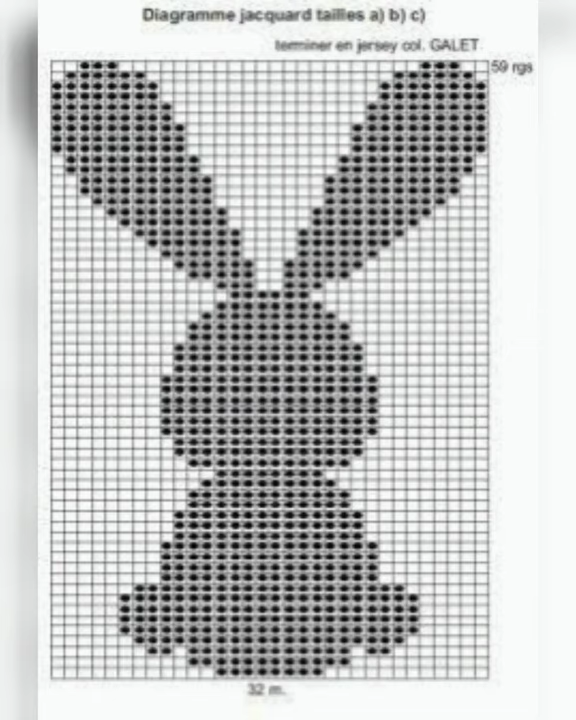 Diagramme jacquard tailles a) b) c)
terminer en jersey col. GALET
59 rgs
32 m.